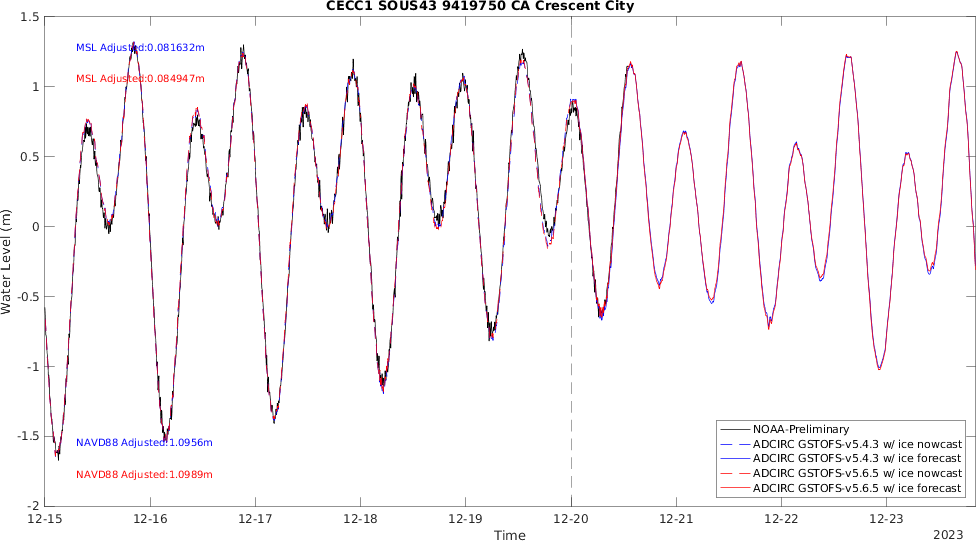 CECC1 SOUS43 9419750 CA Crescent City
Water Level (m)
1.5
1
0.5
0
-0.5
-1
-1.5
-2
MSL Adjusted:0.081632m
MSL Adjusted:0.084947m
NAVD88 Adjusted:1.0956m
NAVD88 Adjusted:1.0989m
NOAA-Preliminary
ADCIRC GSTOFS-v5.4.3 w/ ice nowcast
ADCIRC GSTOFS-v5.4.3 w/ ice forecast
ADCIRC GSTOFS-v5.6.5 w/ ice nowcast
ADCIRC GSTOFS-v5.6.5 w/ ice forecast
12-15 12-16 12-17 12-18 12-19 12-20 12-21 12-22 12-23
Time
2023